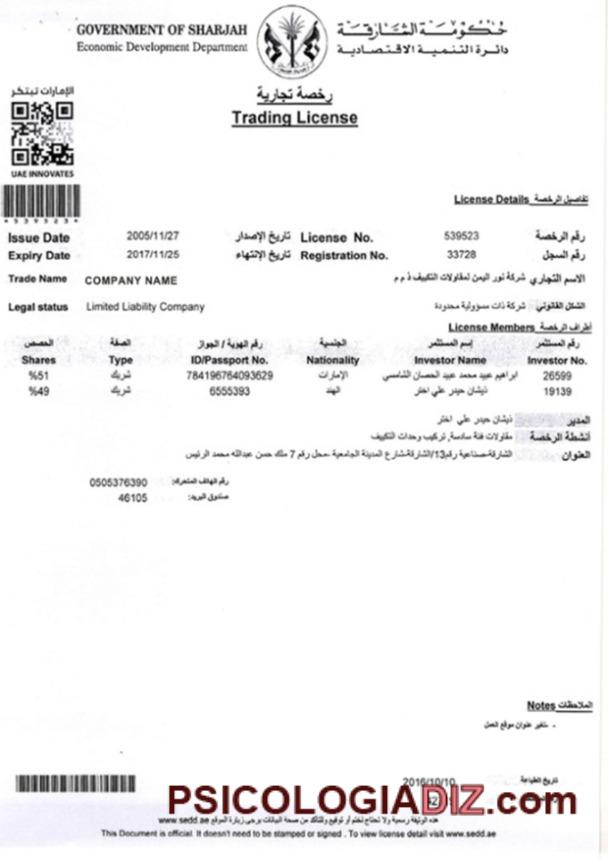 GOVERNMENT OF SHARJAH
Economic Development Department
حكومة الشارقة
دائرة التنمية الاقتصادية
رخصة تجارية
Trading License
الإمارات تبتكر
UAE INNOVATES
License Details تفاصيل الرخصة
* 5 3 9 5 2 3 *
Issue Date 2005/11/27 تاريخ الإصدار License No. 539523 رقم الرخصة
Expiry Date 2017/11/25 تاريخ الإنتهاء Registration No. 33728 رقم السجل
Trade Name COMPANY NAME شركة نور اليمن لمقاولات التكييف ذ م م الاسم التجاري
Legal status Limited Liability Company شركة ذات مسؤولية محدودة الشكل القانوني
License Members أطراف الرخصة
الحصص الصفة رقم الهوية / الجواز الجنسية إسم المستثمر رقم المستثمر
Shares Type ID/Passport No. Nationality Investor Name Investor No.
%51 شريك 784196764093629 الإمارات ابراهيم عبيد محمد عبيد الحصان الشامسي 26599
%49 شريك 6555393 الهند ذيشان حيدر علي اختر 19139
المدير ذيشان حيدر علي اختر
أنشطة الرخصة مقاولات فئة سادسة, تركيب وحدات التكييف
العنوان الشارقة-صناعية رقم13/الشارقة-شارع المدينة الجامعية -محل رقم 7 ملك حسن عبدالله محمد الرئيس
رقم الهاتف المتحرك: 0505376390
صندوق البريد: 46105
Notes الملاحظات
- تغير عنوان موقع العمل
تاريخ الطباعة 2016/10/10
PSICOLOGIADIZ.com
هذه الوثيقة رسمية ولا تحتاج لختم أو توقيع وللتأكد من صحة البيانات يرجى زيارة الموقع www.sedd.ae
This Document is official. It doesn't need to be stamped or signed . To view license detail visit www.sedd.ae